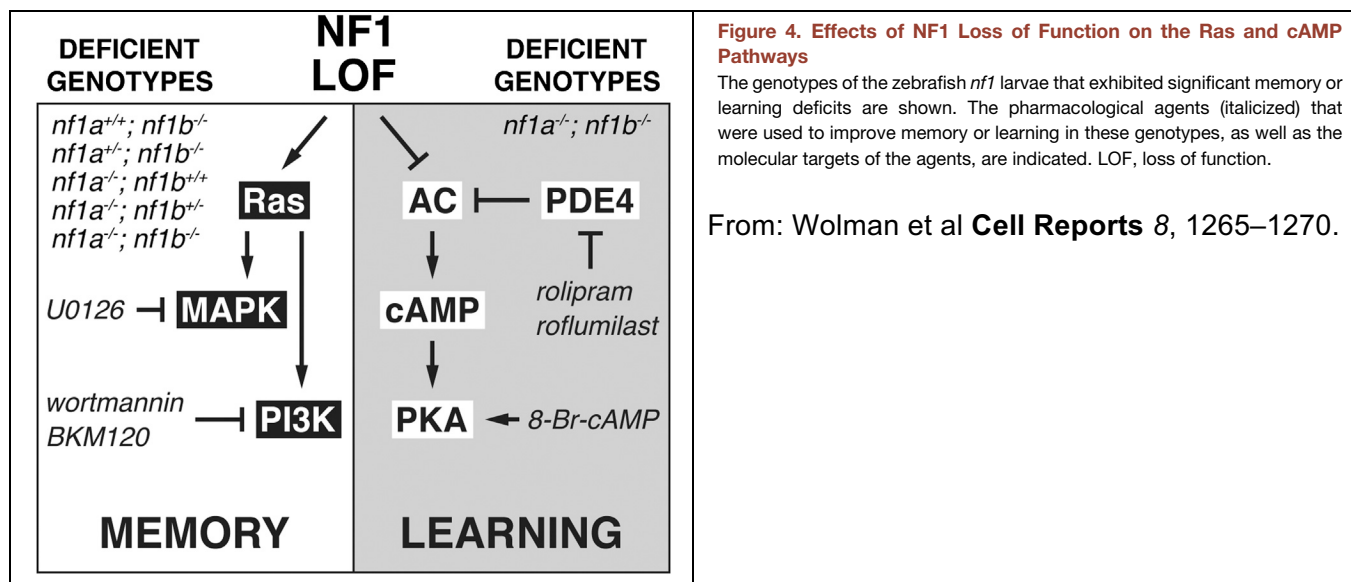 NF1
LOF
DEFICIENT
GENOTYPES
DEFICIENT
GENOTYPES
nf1a+/+; nf1b-/-
nf1a+/-; nf1b-/-
nf1a-/-; nf1b+/+
nf1a-/-; nf1b+/-
nf1a-/-; nf1b-/-
Ras
U0126
MAPK
wortmannin
BKM120
PI3K
MEMORY
nf1a-/-; nf1b-/-
AC
PDE4
cAMP
rolipram
roflumilast
PKA
8-Br-cAMP
LEARNING
Figure 4. Effects of NF1 Loss of Function on the Ras and cAMP
Pathways
The genotypes of the zebrafish nf1 larvae that exhibited significant memory or
learning deficits are shown. The pharmacological agents (italicized) that
were used to improve memory or learning in these genotypes, as well as the
molecular targets of the agents, are indicated. LOF, loss of function.
From: Wolman et al Cell Reports 8, 1265–1270.